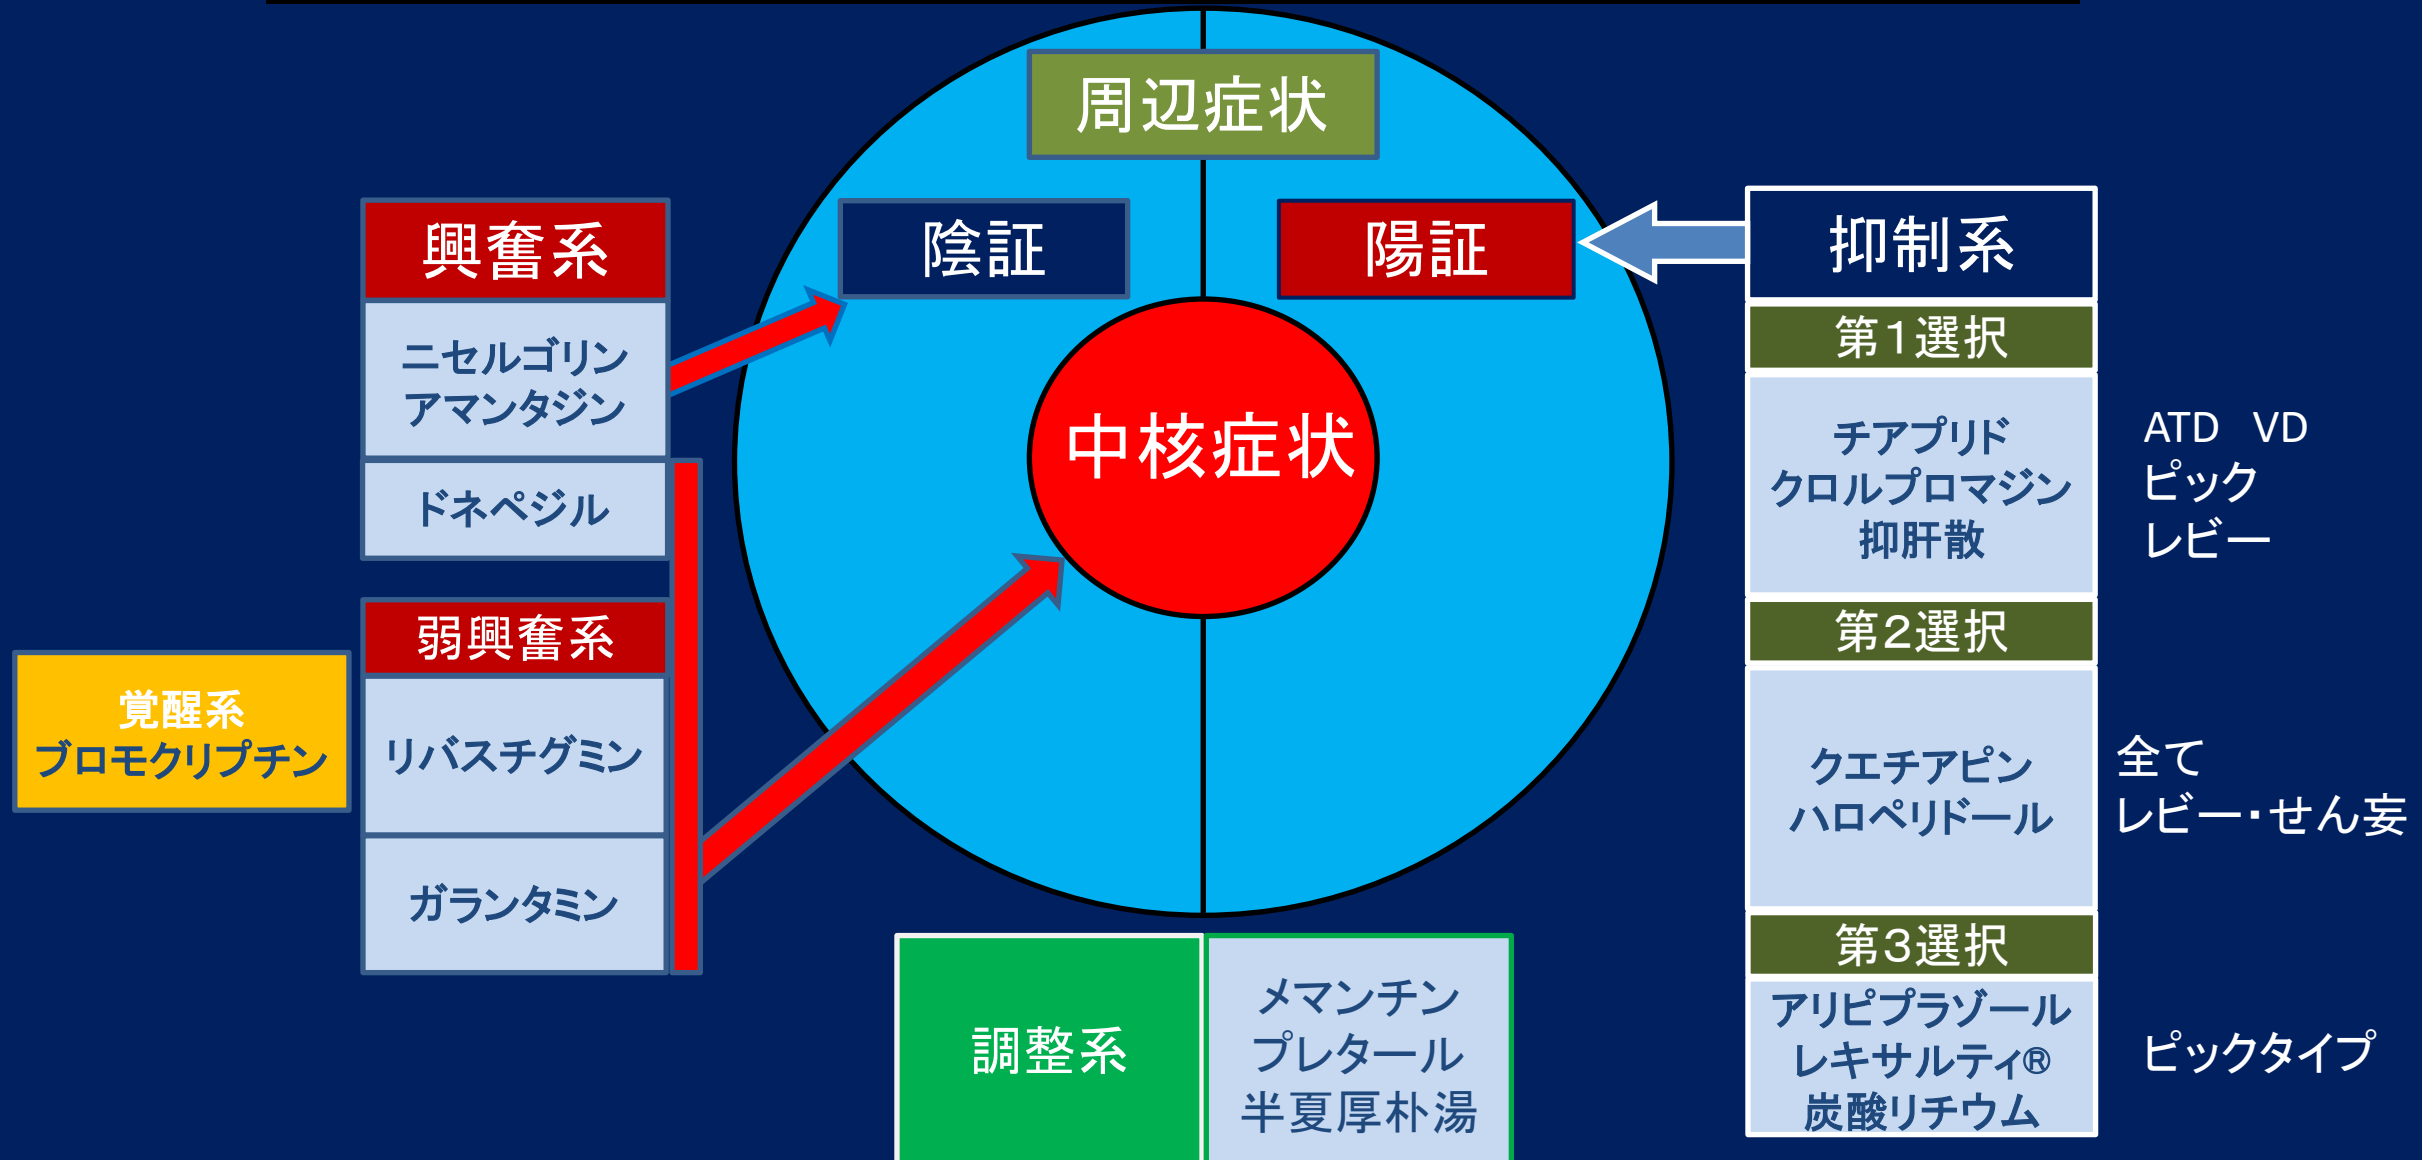 周辺症状
陰証
陽証
中核症状
興奮系
ニセルゴリン
アマンタジン
ドネペジル
弱興奮系
リバスチグミン
ガランタミン
覚醒系
ブロモクリプチン
調整系
メマンチン
プレタール
半夏厚朴湯
抑制系
第1選択
チアプリド
クロルプロマジン
抑肝散
ATD VD
ピック
レビー
第2選択
クエチアピン
ハロペリドール
全て
レビー・せん妄
第3選択
アリピプラゾール
レキサルティ®
炭酸リチウム
ピックタイプ